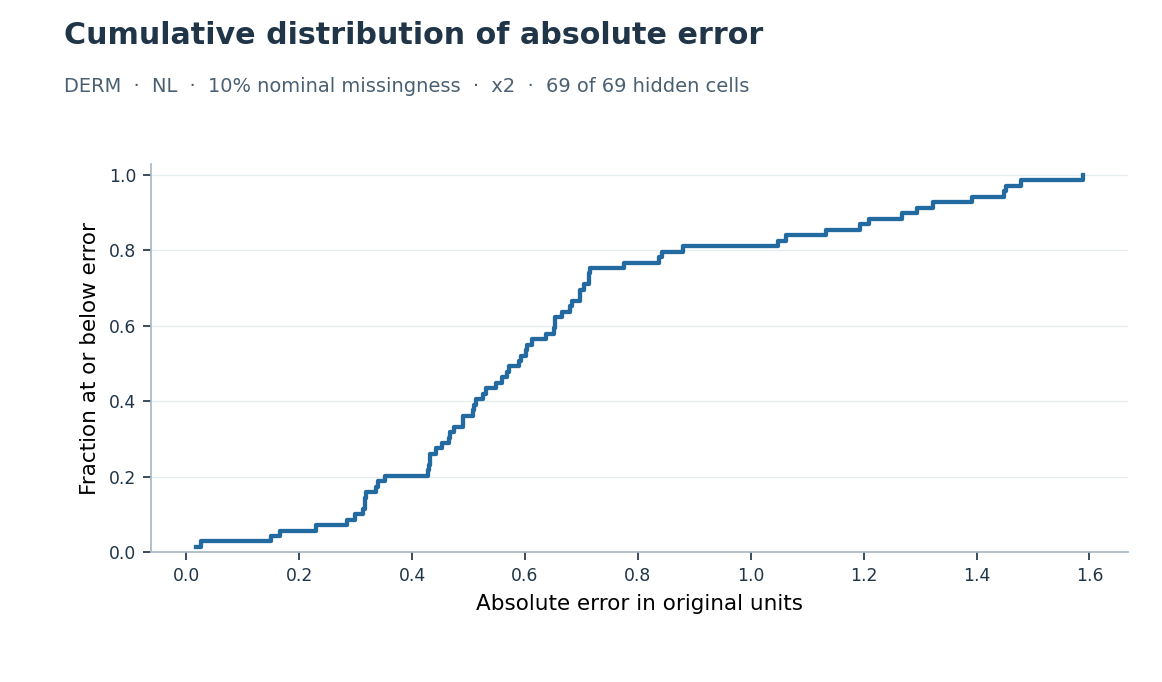 Cumulative distribution of absolute error
DERM · NL · 10% nominal missingness · x2 · 69 of 69 hidden cells
Fraction at or below error
1.0
0.8
0.6
0.4
0.2
0.0
0.0 0.2 0.4 0.6 0.8 1.0 1.2 1.4 1.6
Absolute error in original units